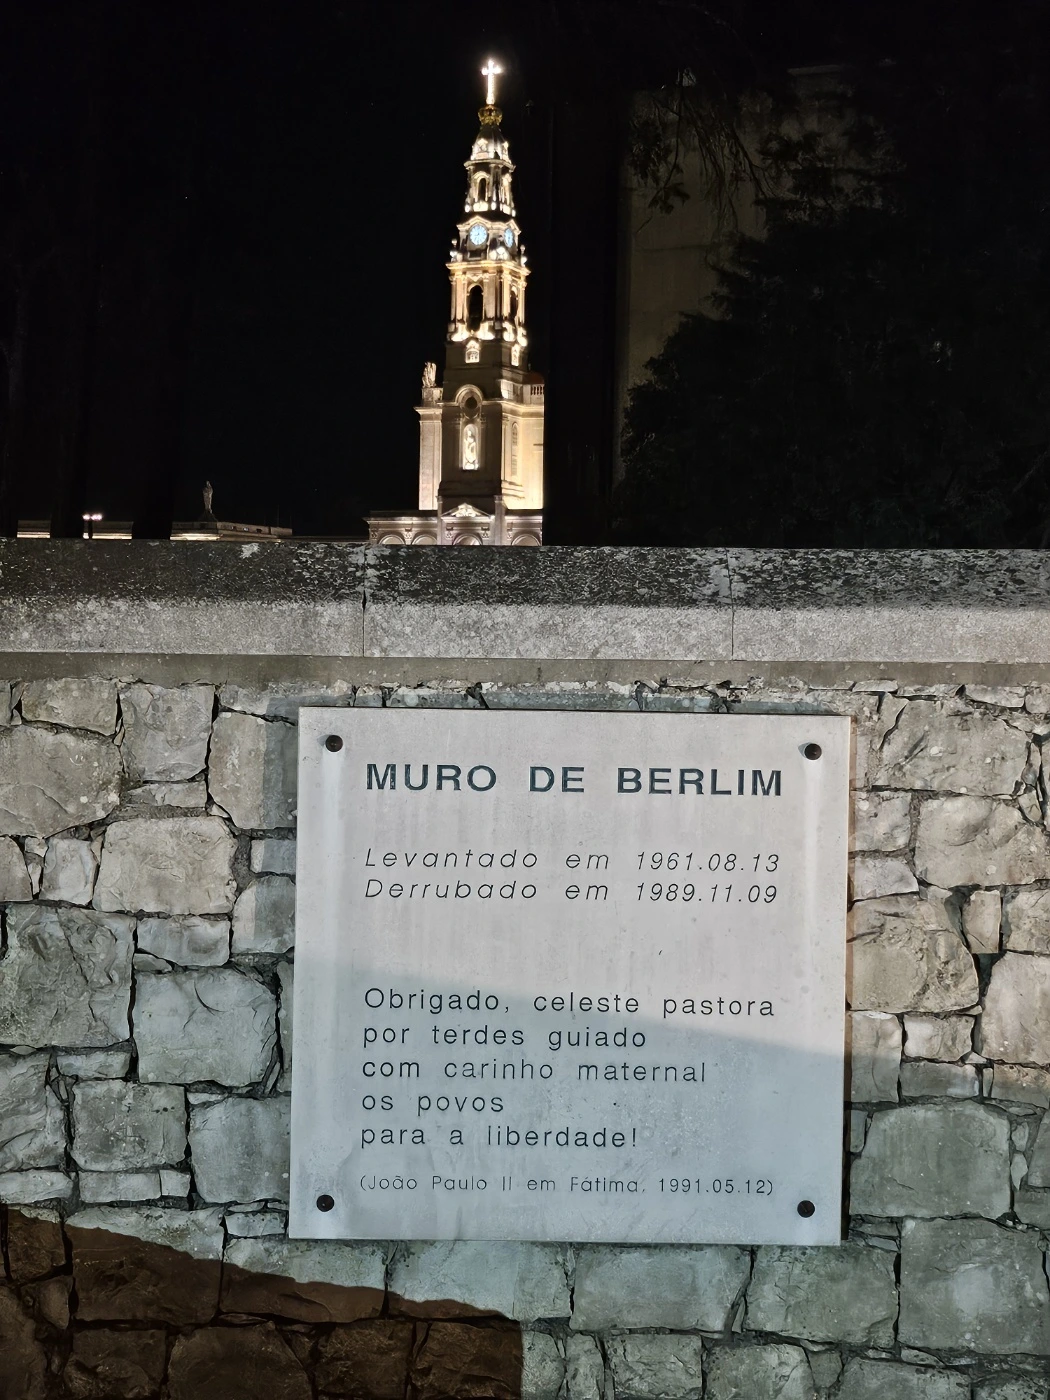 MURO DE BERLIM
Levantado em 1961.08.13
Derrubado em 1989.11.09
Obrigado, celeste pastora
por terdes guiado
com carinho maternal
os povos
para a liberdade!
(João Paulo II em Fátima, 1991.05.12)